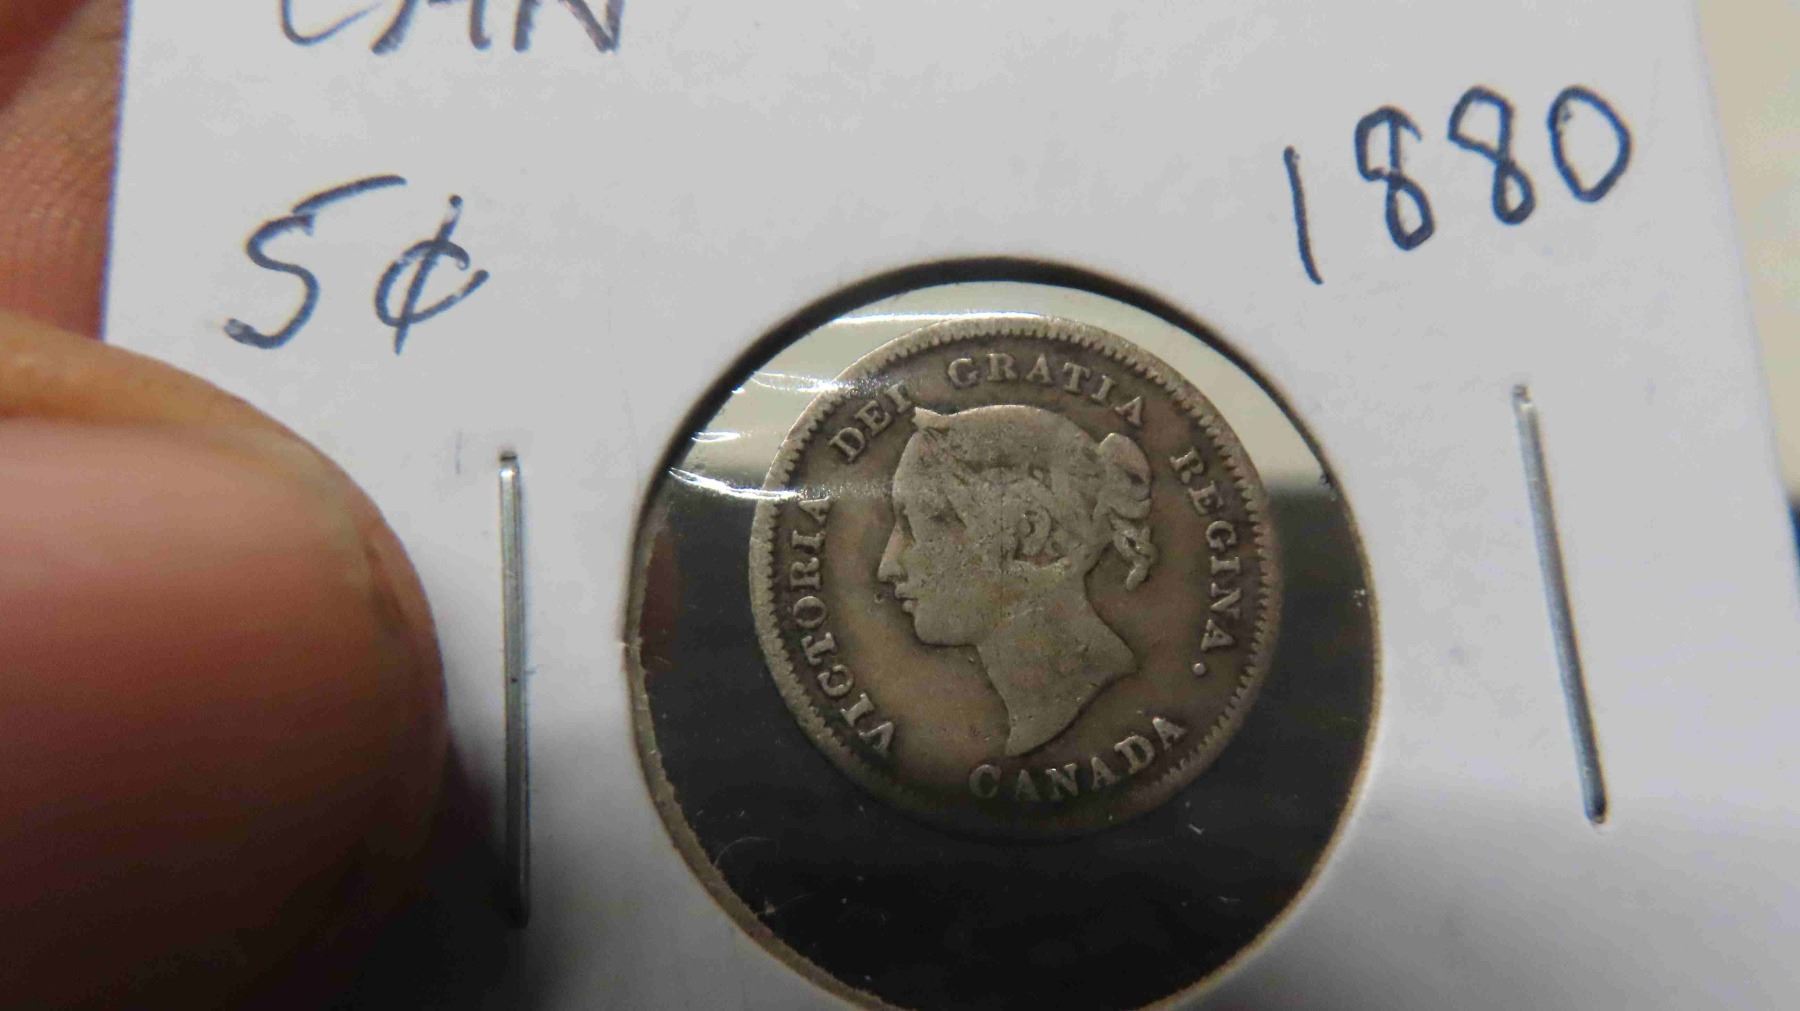 CAN
5¢
1880
VICTORIA DEI GRATIA REGINA.
CANADA